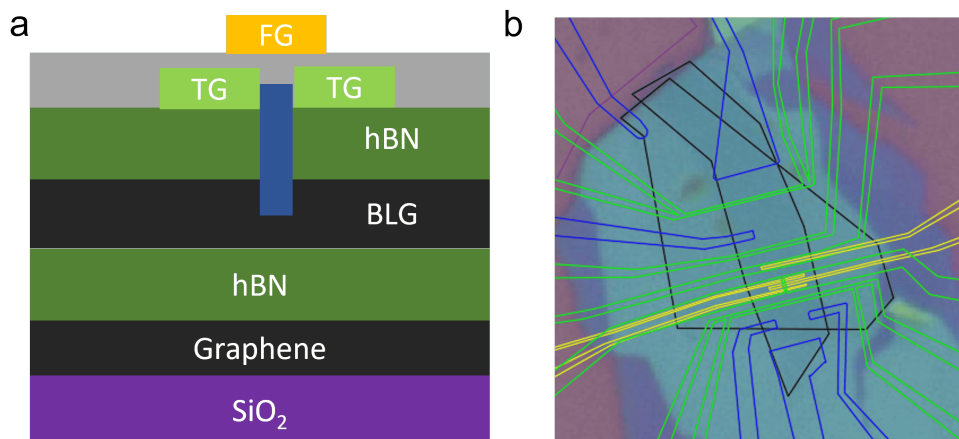 a
b
FG
TG TG
hBN
BLG
hBN
Graphene
SiO₂